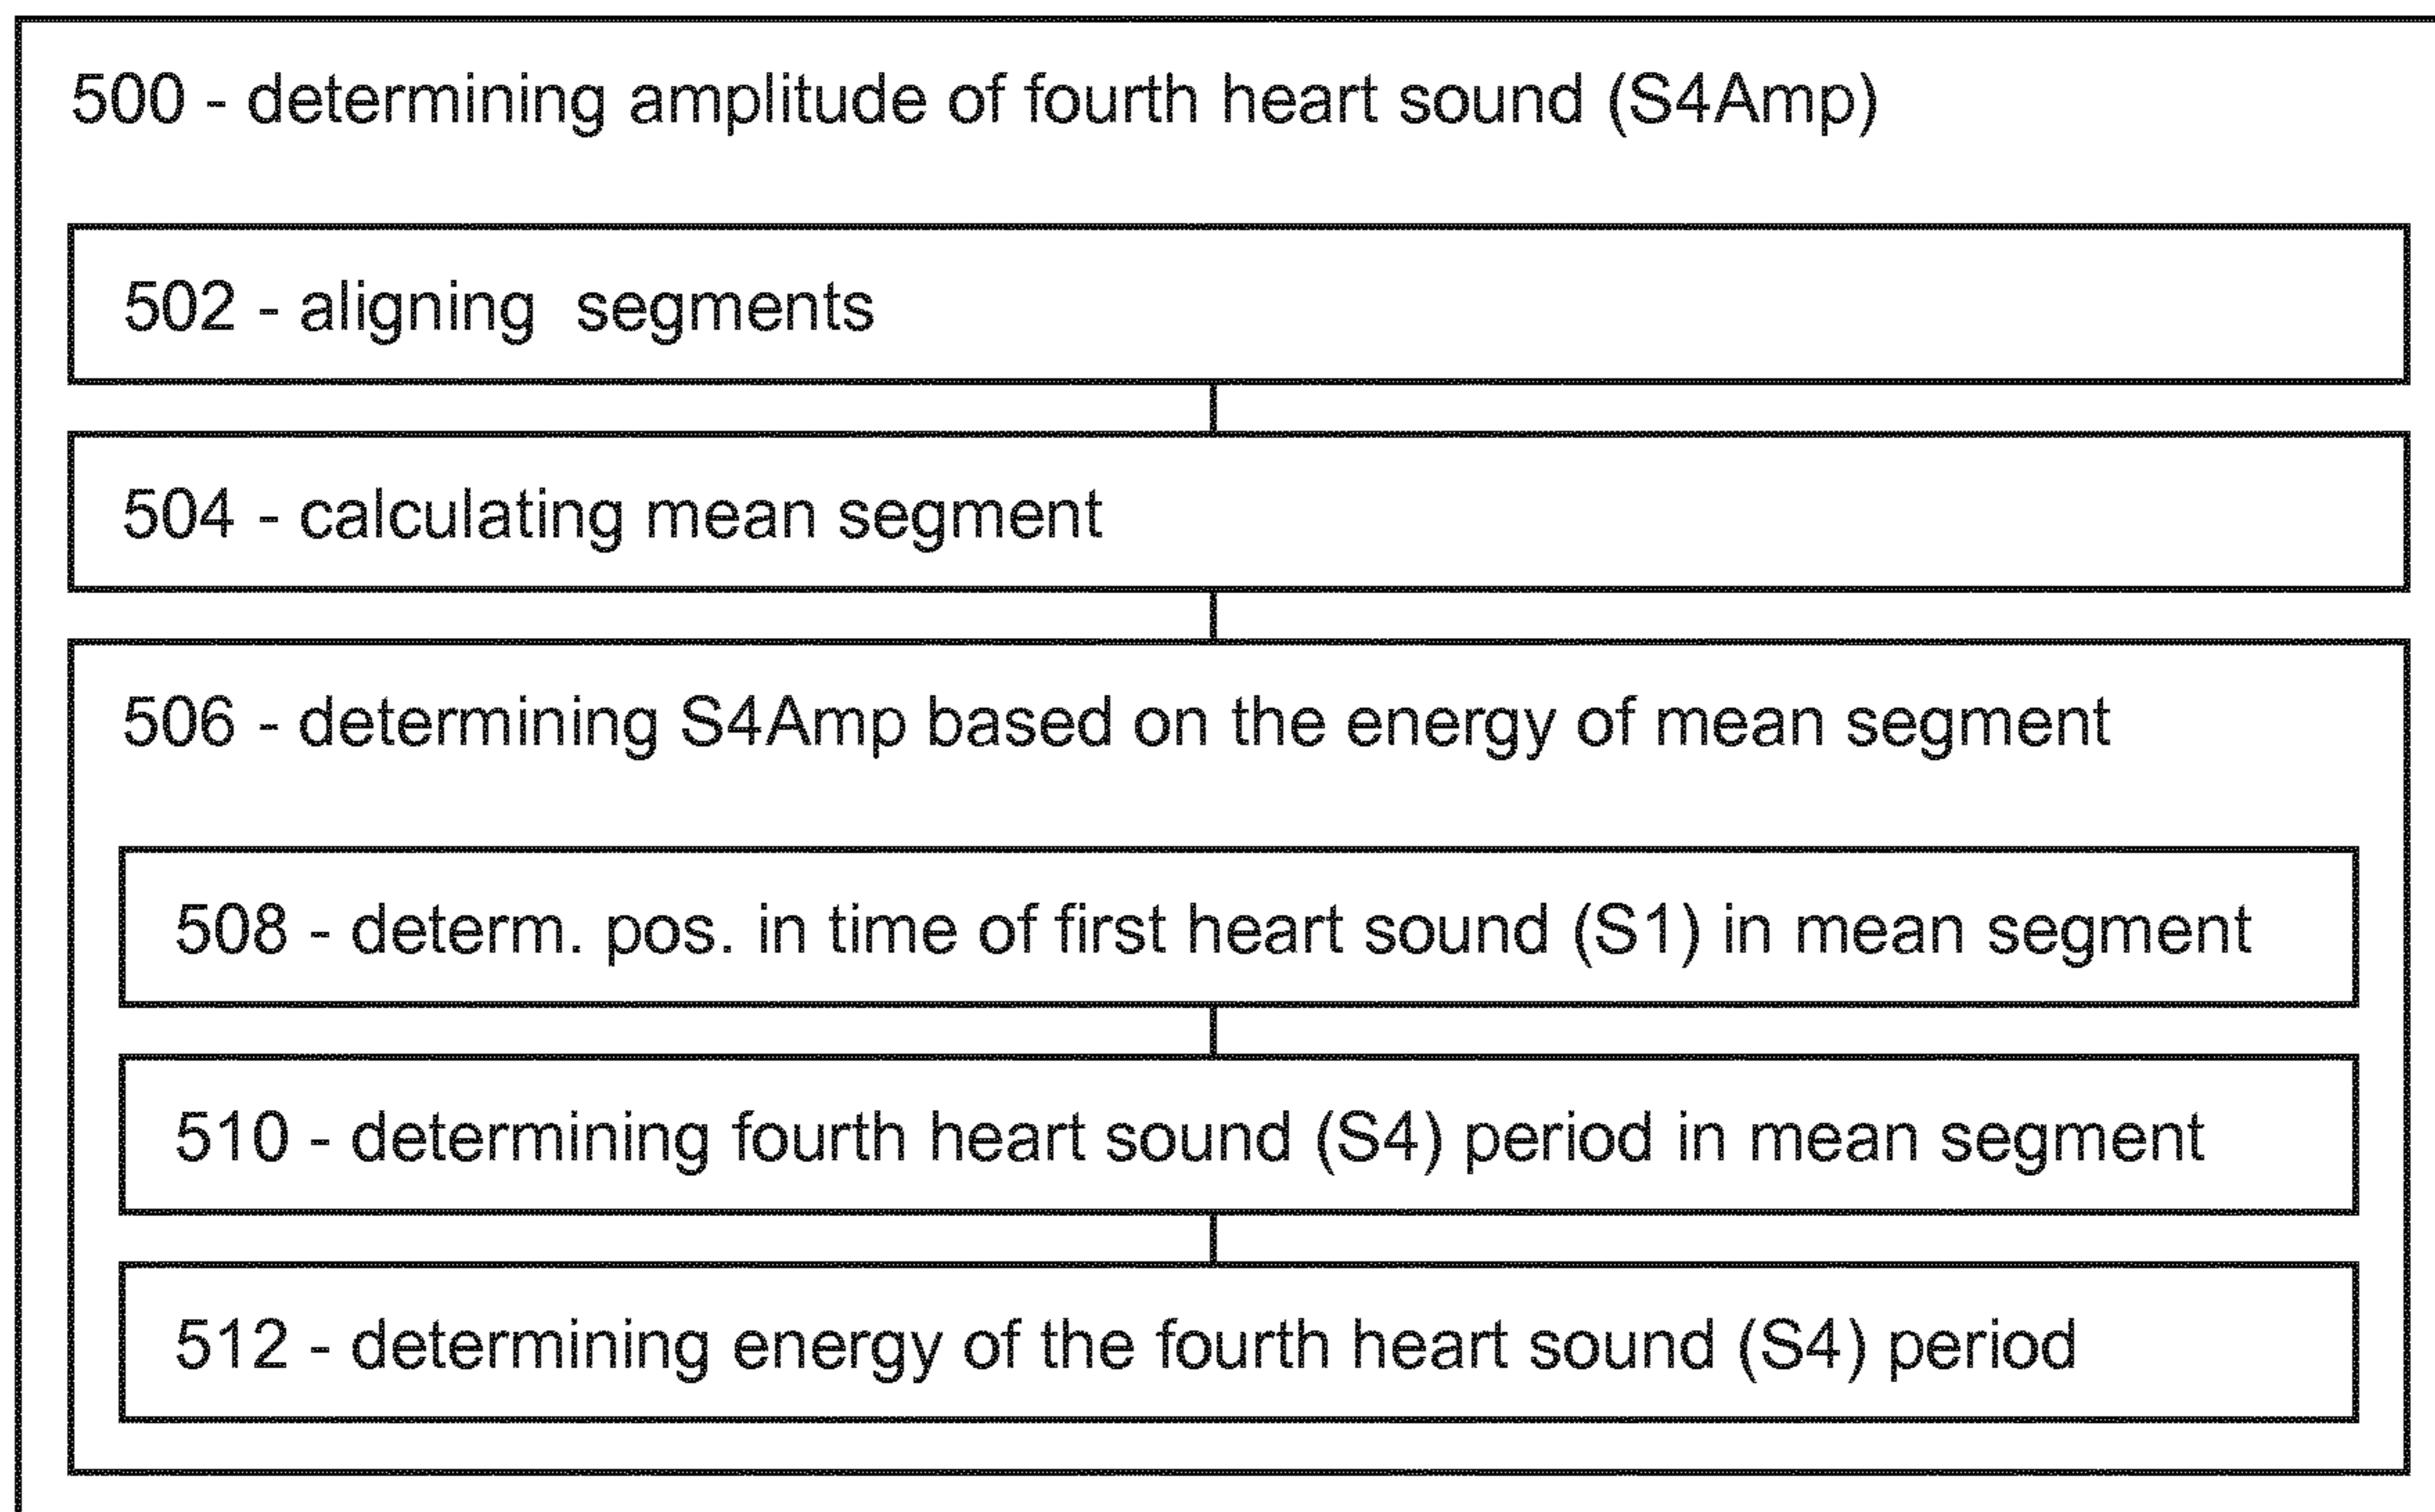 500 - determining amplitude of fourth heart sound (S4Amp)
502 - aligning segments
504 - calculating mean segment
506 - determining S4Amp based on the energy of mean segment
508 - determ. pos. in time of first heart sound (S1) in mean segment
510 - determining fourth heart sound (S4) period in mean segment
512 - determining energy of the fourth heart sound (S4) period